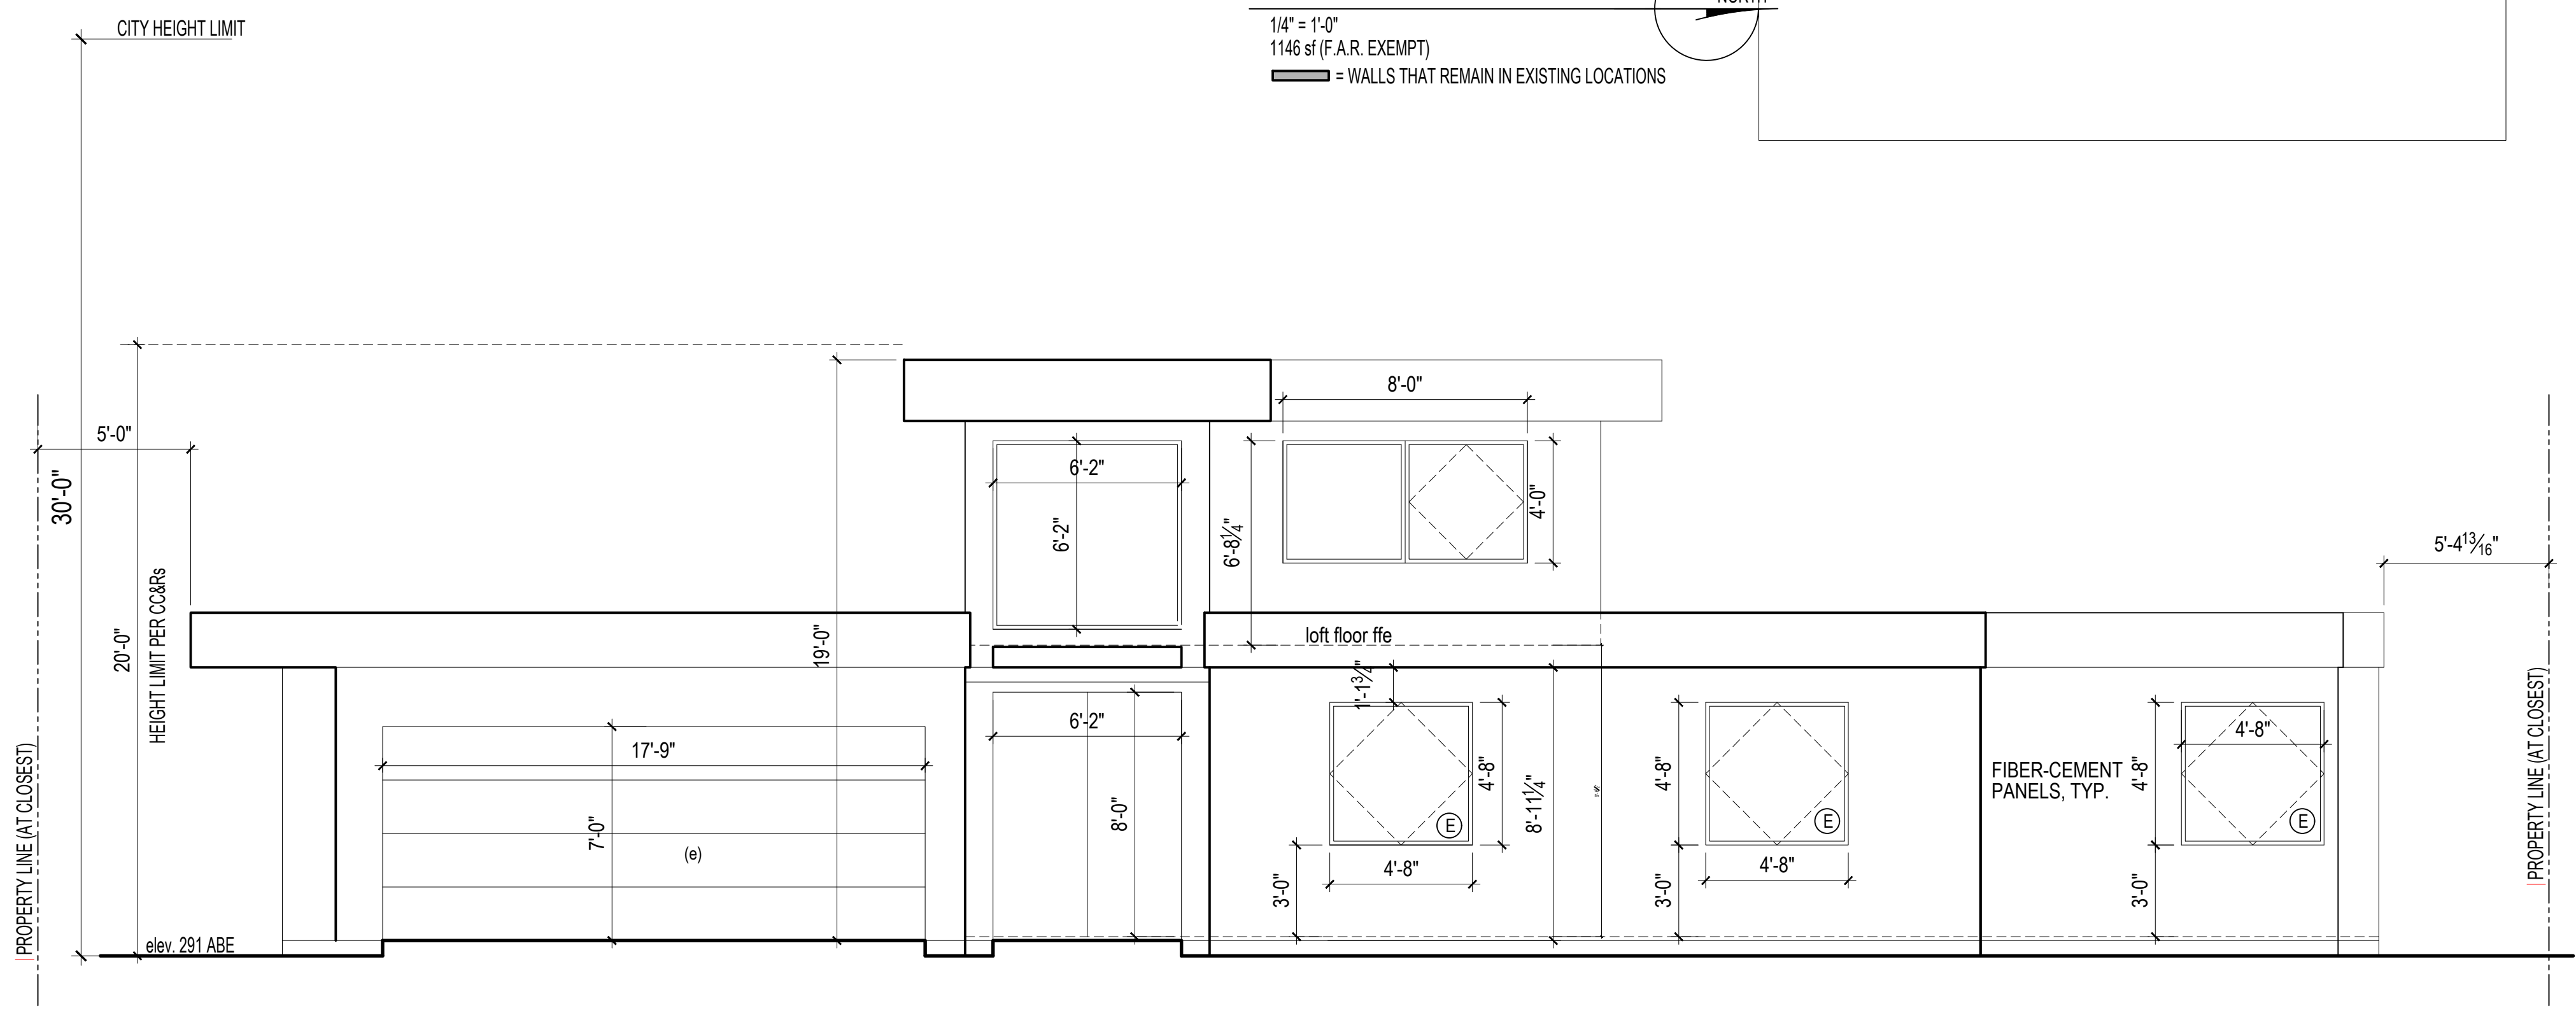 CITY HEIGHT LIMIT
1/4" = 1'-0"
1146 sf (F.A.R. EXEMPT)
= WALLS THAT REMAIN IN EXISTING LOCATIONS
8'-0"
5'-0"
30'-0"
6'-2"
6'-2"
6'-8¼"
4'-0"
5'-4 13⁄16"
20'-0"
HEIGHT LIMIT PER CC&Rs
19'-0"
loft floor ffe
1'-1¾"
6'-2"
17'-9"
7'-0"
(e)
8'-0"
4'-8"
8'-11¼"
E
4'-8"
3'-0"
4'-8"
E
4'-8"
3'-0"
FIBER-CEMENT
PANELS, TYP.
4'-8"
4'-8"
E
3'-0"
PROPERTY LINE (AT CLOSEST)
PROPERTY LINE (AT CLOSEST)
elev. 291 ABE